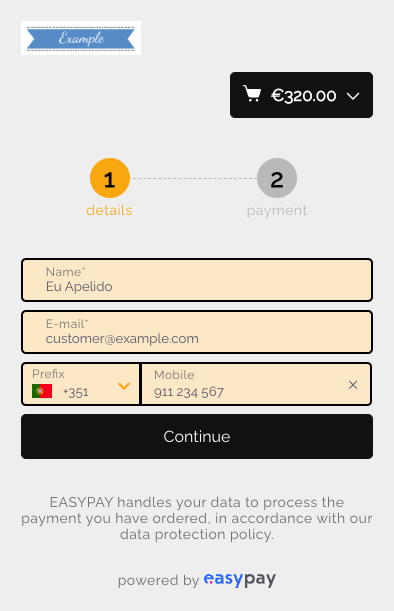 Example
€320.00
1
2
details
payment
Name*
Eu Apelido
E-mail*
customer@example.com
Prefix
+351
Mobile
911 234 567
Continue
EASYPAY handles your data to process the
payment you have ordered, in accordance with our
data protection policy.
powered by easypay